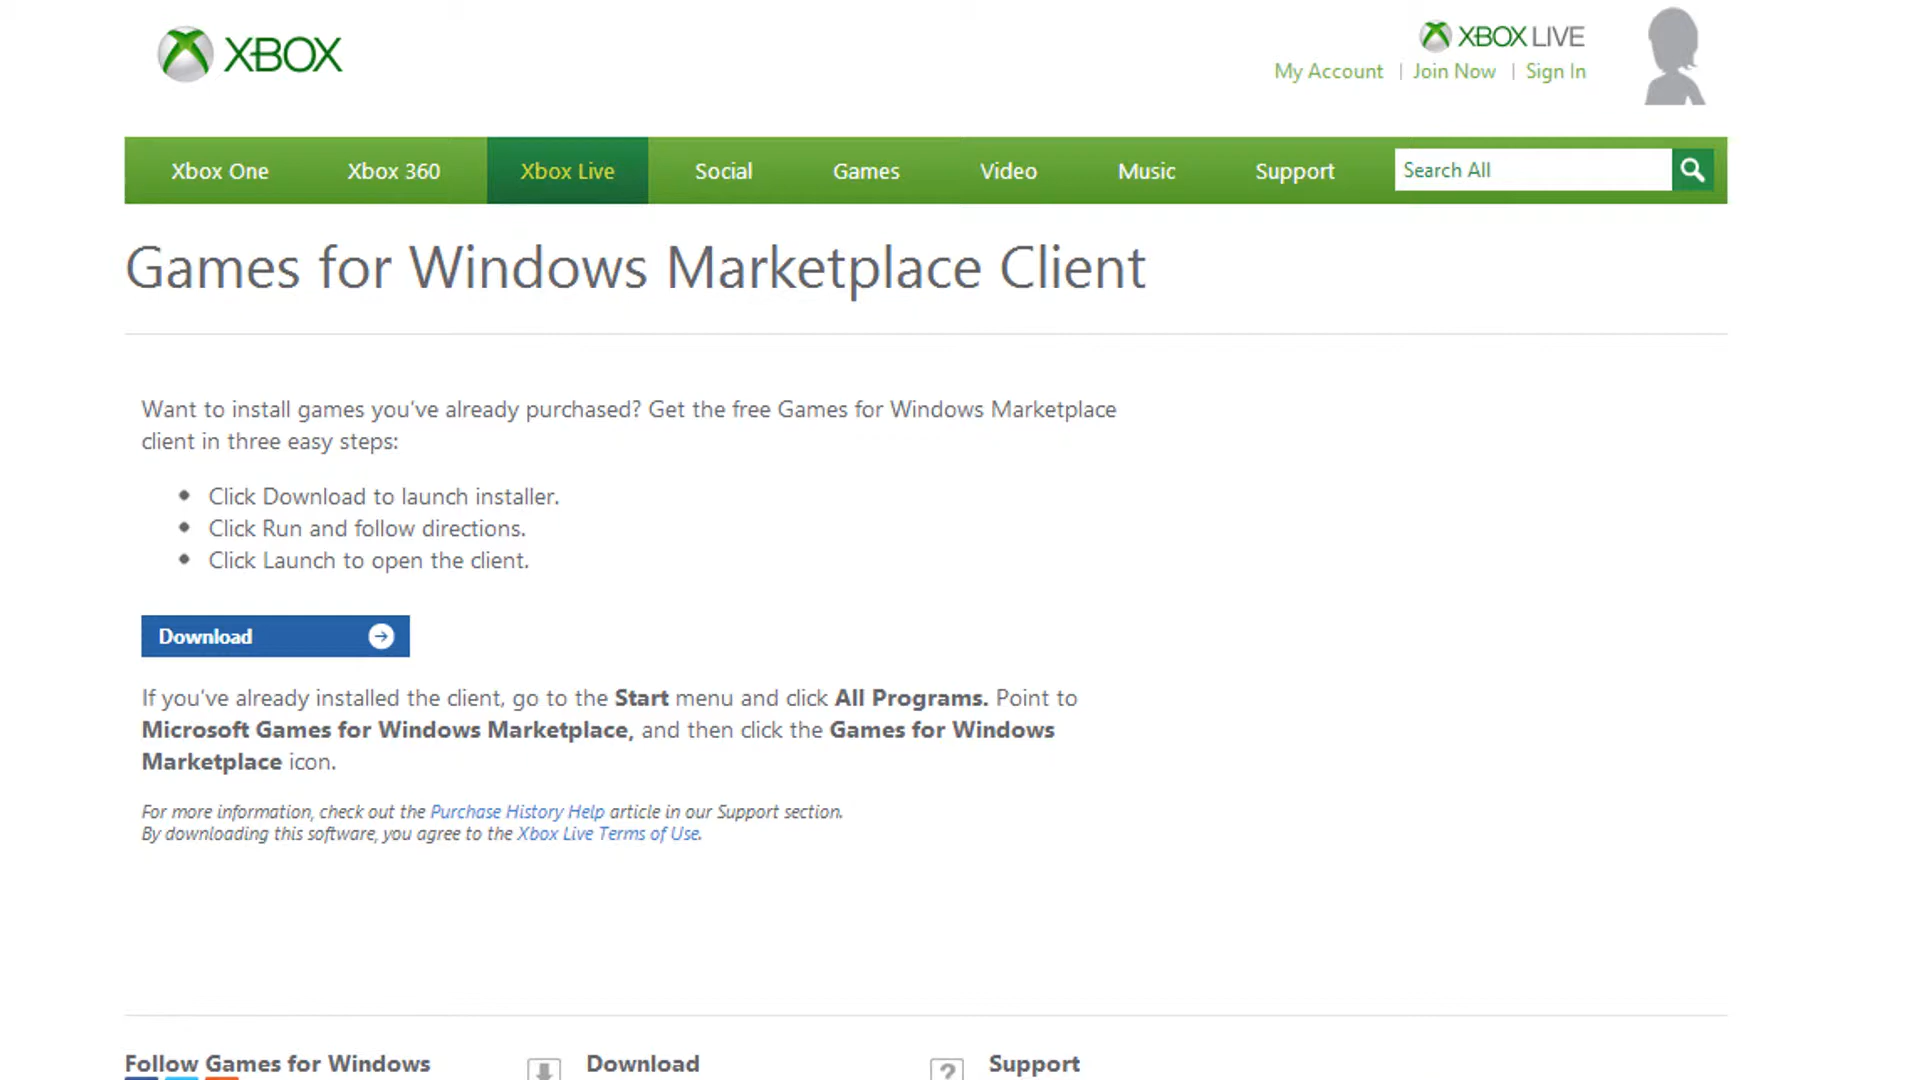 XBOX
XBOX LIVE
My Account | Join Now | Sign In
Xbox One Xbox 360 Xbox Live Social Games Video Music Support Search All
Games for Windows Marketplace Client
Want to install games you've already purchased? Get the free Games for Windows Marketplace
client in three easy steps:
• Click Download to launch installer.
• Click Run and follow directions.
• Click Launch to open the client.
Download
If you've already installed the client, go to the Start menu and click All Programs. Point to
Microsoft Games for Windows Marketplace, and then click the Games for Windows
Marketplace icon.
For more information, check out the Purchase History Help article in our Support section.
By downloading this software, you agree to the Xbox Live Terms of Use.
Follow Games for Windows Download ? Support